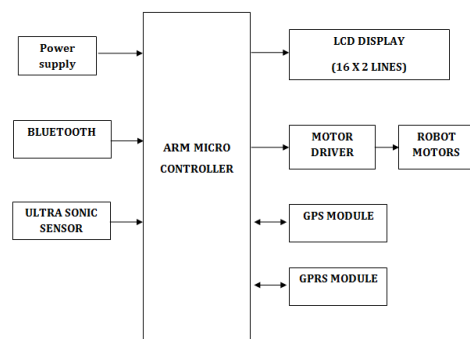 Power
supply
BLUETOOTH
ULTRA SONIC
SENSOR
ARM MICRO
CONTROLLER
LCD DISPLAY
(16 X 2 LINES)
MOTOR
DRIVER
ROBOT
MOTORS
GPS MODULE
GPRS MODULE